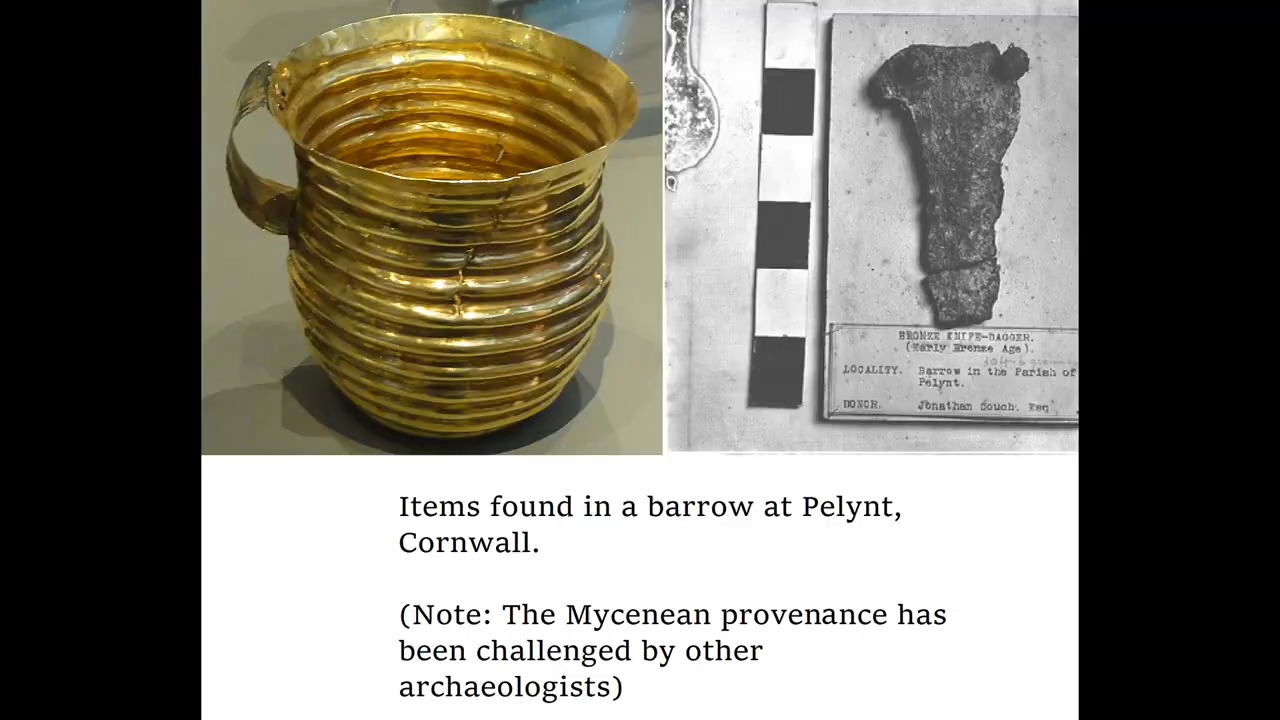 BRONZE KNIFE-DAGGER.
(Early Bronze Age).
LOCALITY. Barrow in the Parish of
Pelynt.
DONOR. Jonathan Couch. Esq
Items found in a barrow at Pelynt,
Cornwall.
(Note: The Mycenean provenance has
been challenged by other
archaeologists)